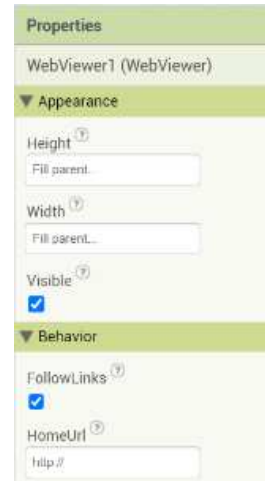 Properties
WebViewer1 (WebViewer)
Appearance
Height ?
Fill parent...
Width ?
Fill parent...
Visible ?
Behavior
FollowLinks ?
HomeUrl ?
http://